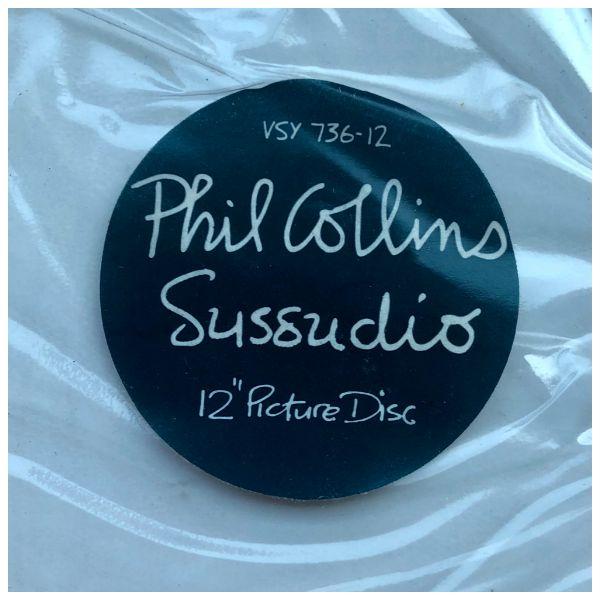 VSY 736-12
Phil Collins
Sussudio
12" Picture Disc